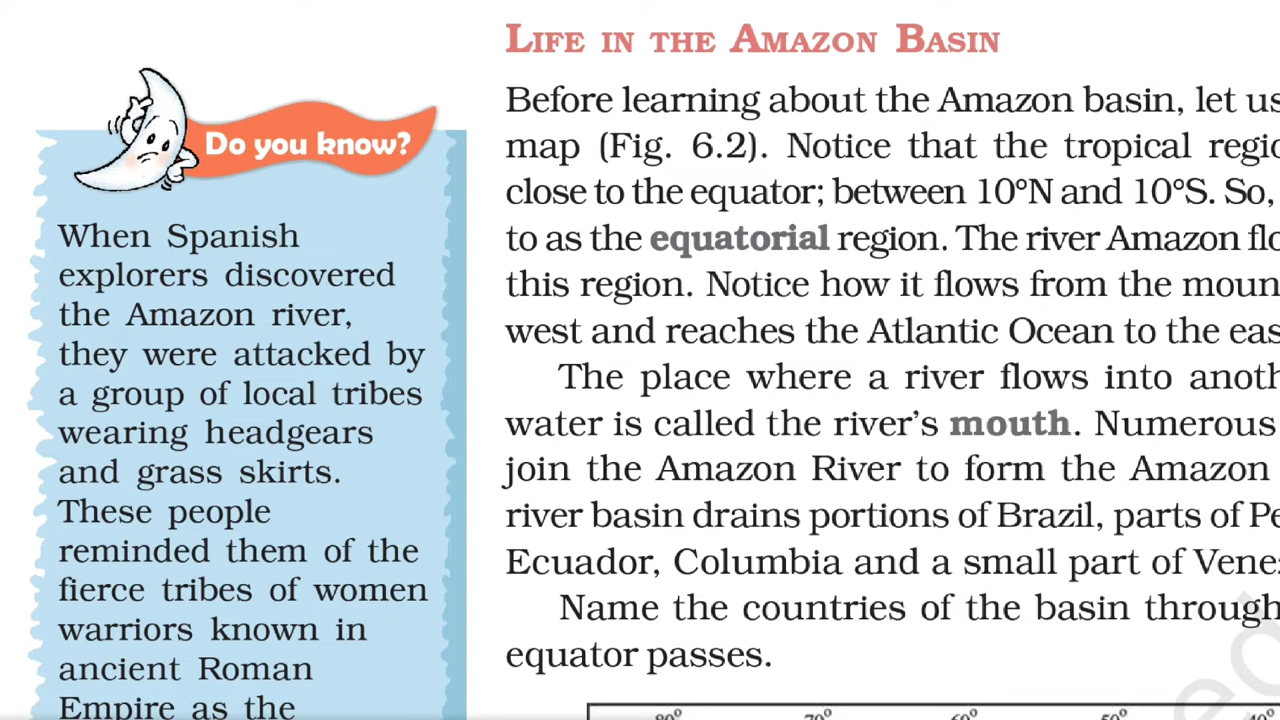 Life in the Amazon Basin
Do you know?
When Spanish
explorers discovered
the Amazon river,
they were attacked by
a group of local tribes
wearing headgears
and grass skirts.
These people
reminded them of the
fierce tribes of women
warriors known in
ancient Roman
Empire as the
Before learning about the Amazon basin, let us
map (Fig. 6.2). Notice that the tropical
close to the equator; between 10°N and 10°S. So,
to as the equatorial region. The river Amazon
this region. Notice how it flows from the
west and reaches the Atlantic Ocean to the
The place where a river flows into
water is called the river's mouth. Numerous
join the Amazon River to form the Amazon
river basin drains portions of Brazil, parts of
Ecuador, Columbia and a small part of
Name the countries of the basin through
equator passes.
80° 70° 60° 50° 40°